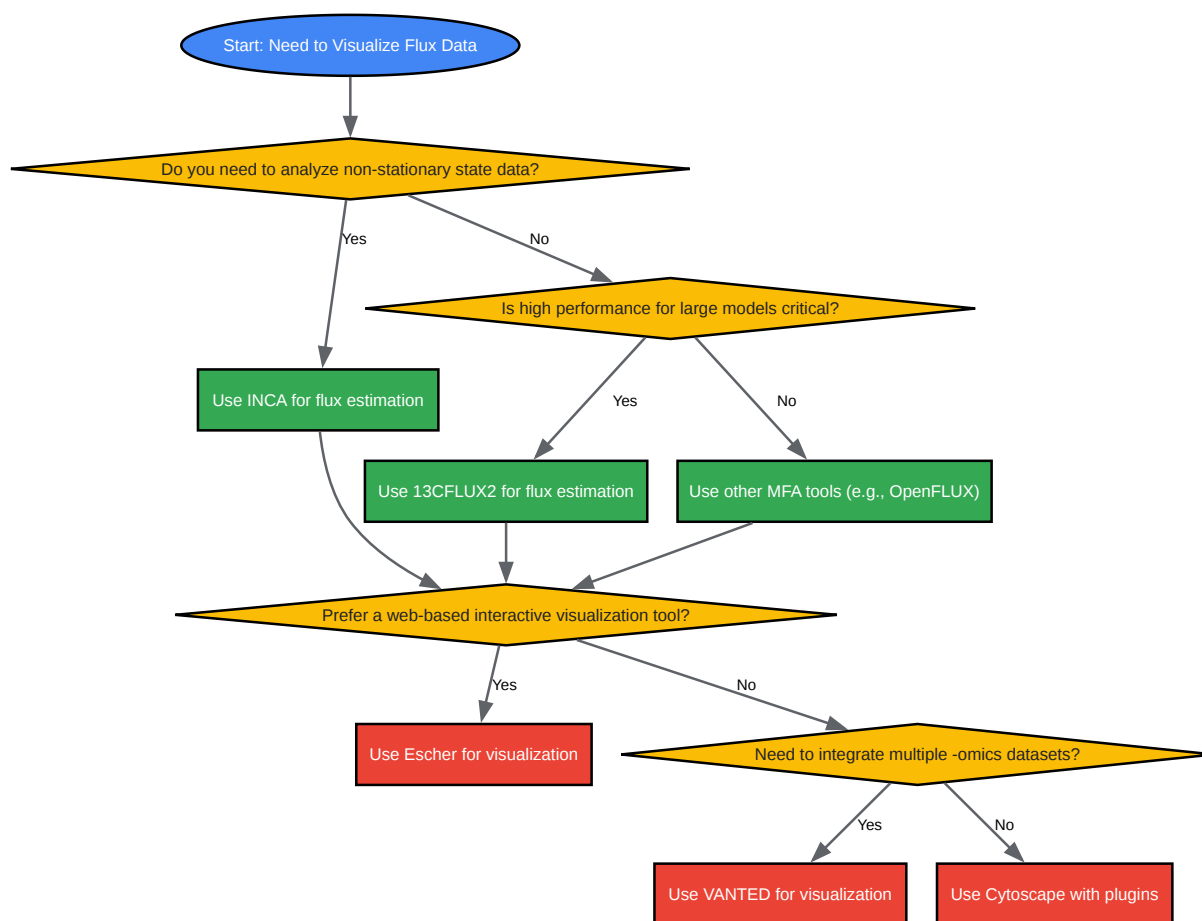 Start: Need to Visualize Flux Data
Do you need to analyze non-stationary state data?
Yes
No
Is high performance for large models critical?
Use INCA for flux estimation
Yes
No
Use 13CFLUX2 for flux estimation
Use other MFA tools (e.g., OpenFLUX)
Prefer a web-based interactive visualization tool?
Yes
No
Use Escher for visualization
Need to integrate multiple -omics datasets?
Yes
No
Use VANTED for visualization
Use Cytoscape with plugins